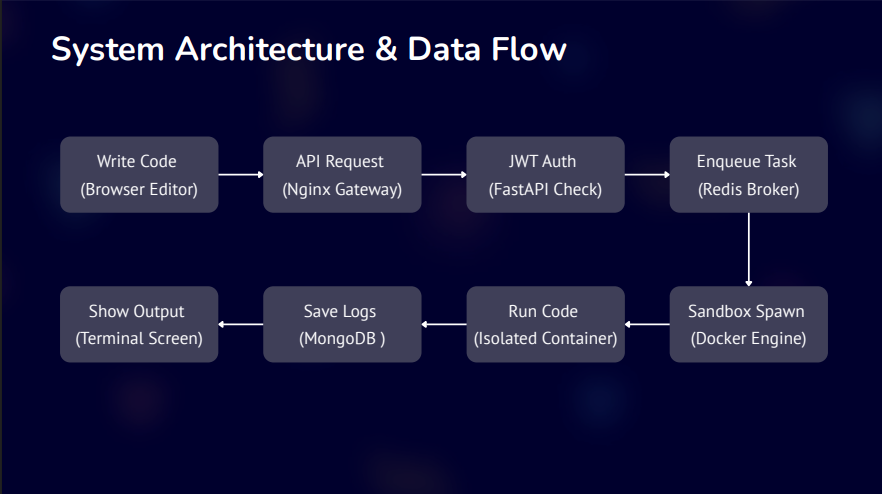 System Architecture & Data Flow
Write Code
(Browser Editor)
API Request
(Nginx Gateway)
JWT Auth
(FastAPI Check)
Enqueue Task
(Redis Broker)
Show Output
(Terminal Screen)
Save Logs
(MongoDB )
Run Code
(Isolated Container)
Sandbox Spawn
(Docker Engine)